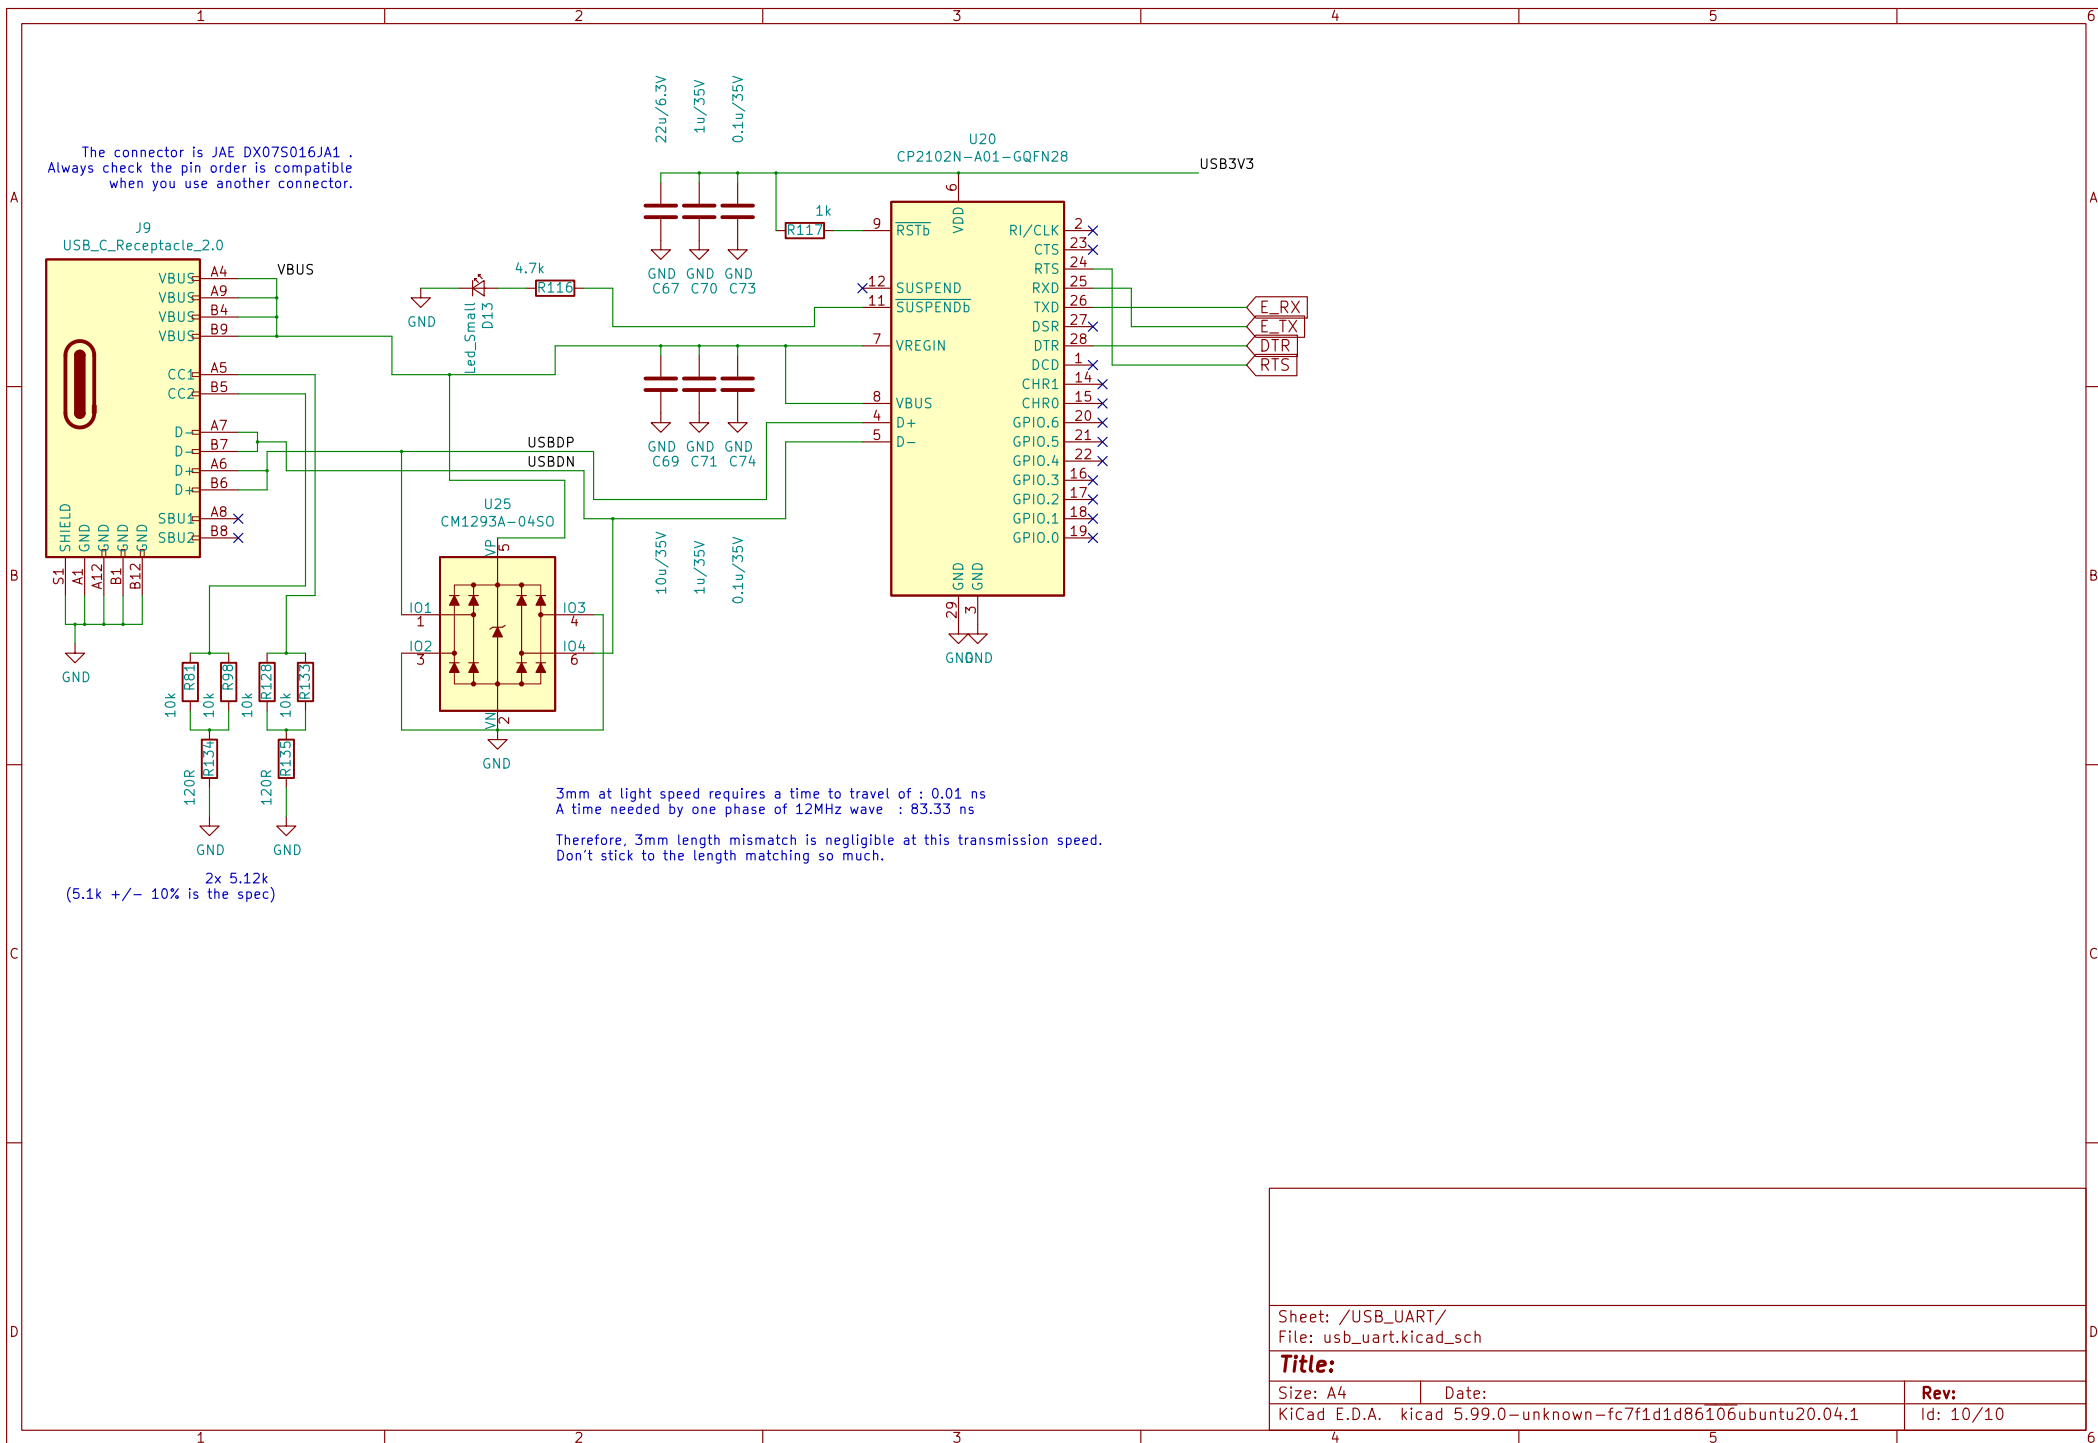 1 2 3 4 5 6
22u/6.3V
1u/35V
0.1u/35V
The connector is JAE DX07S016JA1 .
Always check the pin order is compatible
when you use another connector.
U20
CP2102N-A01-GQFN28
USB3V3
A
A
J9
USB_C_Receptacle_2.0
1k
R117
9
RSTb
6
VDD
RI/CLK
2
CTS
23
RTS
24
RXD
25
TXD
26
DSR
27
DTR
28
DCD
1
CHR1
14
CHR0
15
GPIO.6
20
GPIO.5
21
GPIO.4
22
GPIO.3
16
GPIO.2
17
GPIO.1
18
GPIO.0
19
E_RX
E_TX
DTR
RTS
GND GND GND
C67 C70 C73
12
SUSPEND
11
SUSPENDb
7
VREGIN
8
VBUS
4
D+
5
D-
VBUS
VBUS
A4
VBUS
A9
VBUS
B4
VBUS
B9
CC1
A5
CC2
B5
D-
A7
D-
B7
D+
A6
D+
B6
SBU1
A8
SBU2
B8
SHIELD
GND
GND
GND
GND
S1
A1
A12
B1
B12
GND
4.7k
R116
GND
Led_Small
D13
GND GND GND
C69 C71 C74
USBDP
USBDN
U25
CM1293A-04SO
10u/35V
1u/35V
0.1u/35V
B
B
VP
5
IO1
1
IO2
3
IO3
4
IO4
6
VN
2
GND
GND
GND
29
3
GND
GND
R81
R98
R128
R133
10k
10k
10k
10k
R134
R135
120R
120R
GND
GND
2x 5.12k
(5.1k +/- 10% is the spec)
3mm at light speed requires a time to travel of : 0.01 ns
A time needed by one phase of 12MHz wave  : 83.33 ns
Therefore, 3mm length mismatch is negligible at this transmission speed.
Don't stick to the length matching so much.
C
C
D
D
Sheet: /USB_UART/
File: usb_uart.kicad_sch
Title:
Size: A4
Date:
Rev:
KiCad E.D.A.  kicad 5.99.0-unknown-fc7f1d1d86106ubuntu20.04.1
Id: 10/10
1 2 3 4 5 6